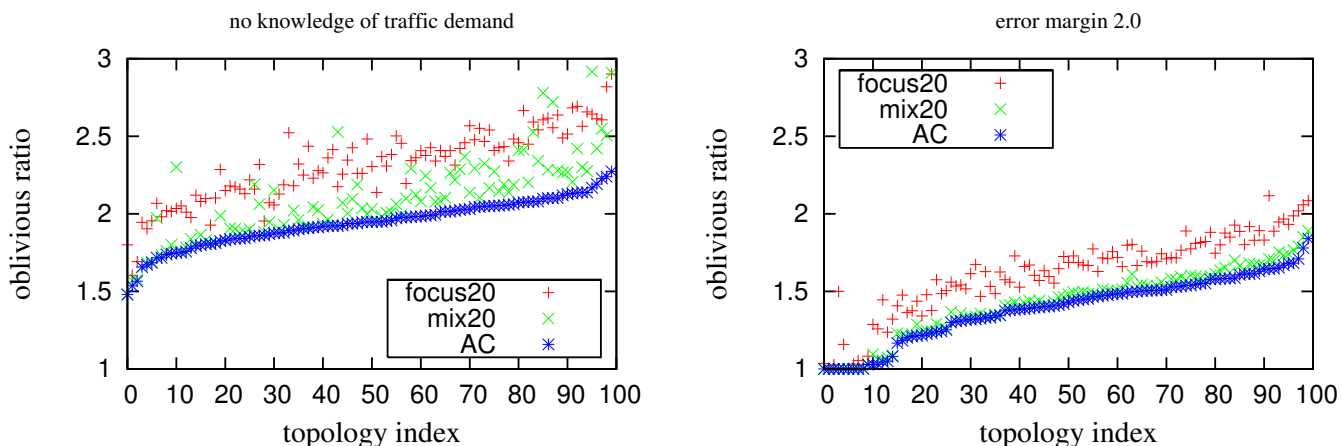 no knowledge of traffic demand
3
2.5
2
1.5
1
oblivious ratio
focus20
mix20
AC
0 10 20 30 40 50 60 70 80 90 100
topology index
error margin 2.0
3
2.5
2
1.5
1
oblivious ratio
focus20
mix20
AC
0 10 20 30 40 50 60 70 80 90 100
topology index